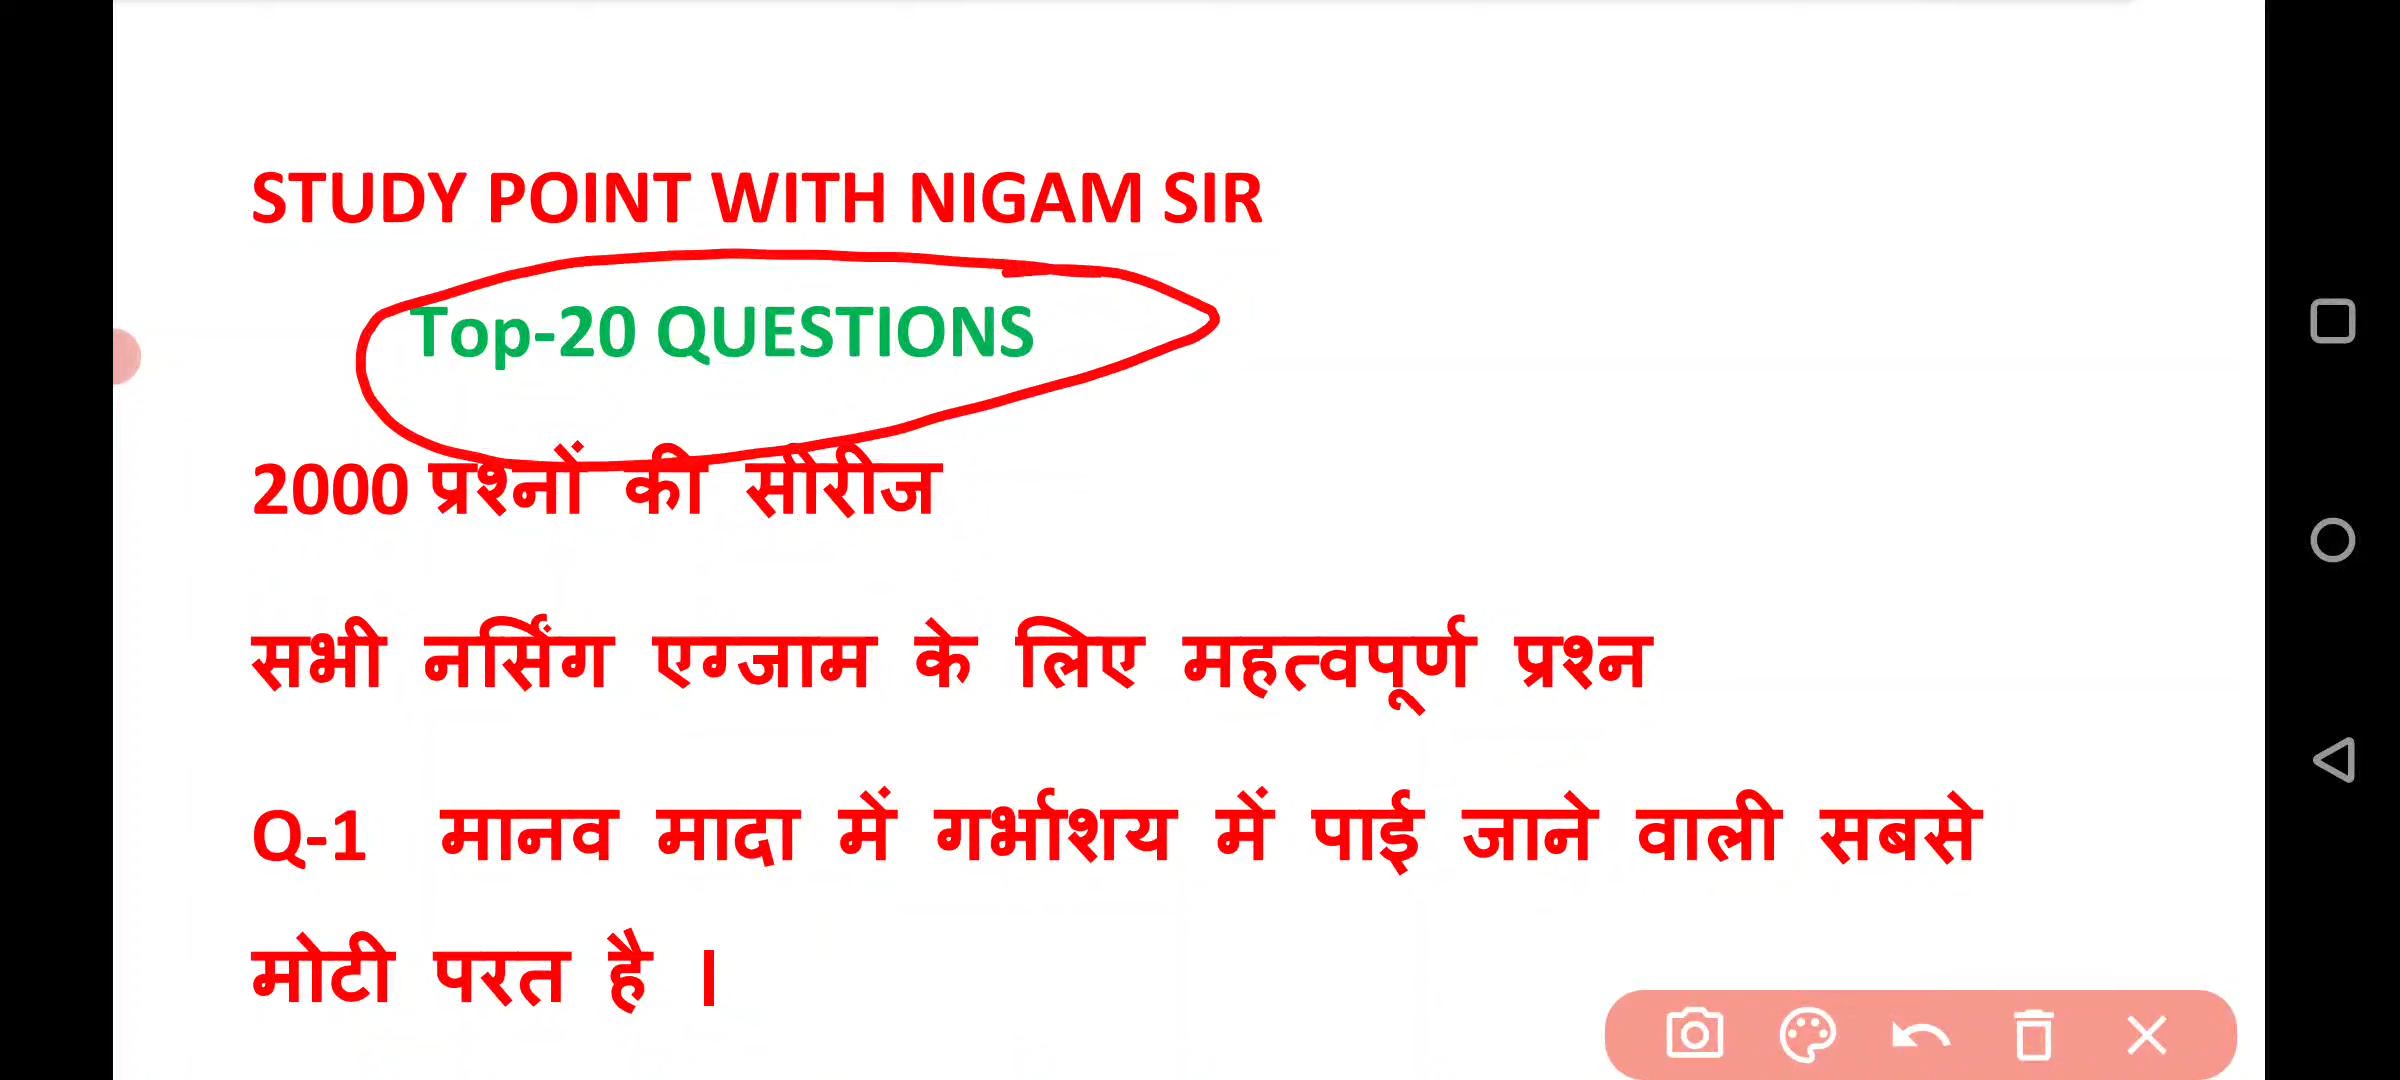 STUDY POINT WITH NIGAM SIR
Top-20 QUESTIONS
2000 प्रश्नों की सीरीज
सभी नर्सिंग एग्जाम के लिए महत्वपूर्ण प्रश्न
Q-1 मानव मादा में गर्भाशय में पाई जाने वाली सबसे
मोटी परत है ।